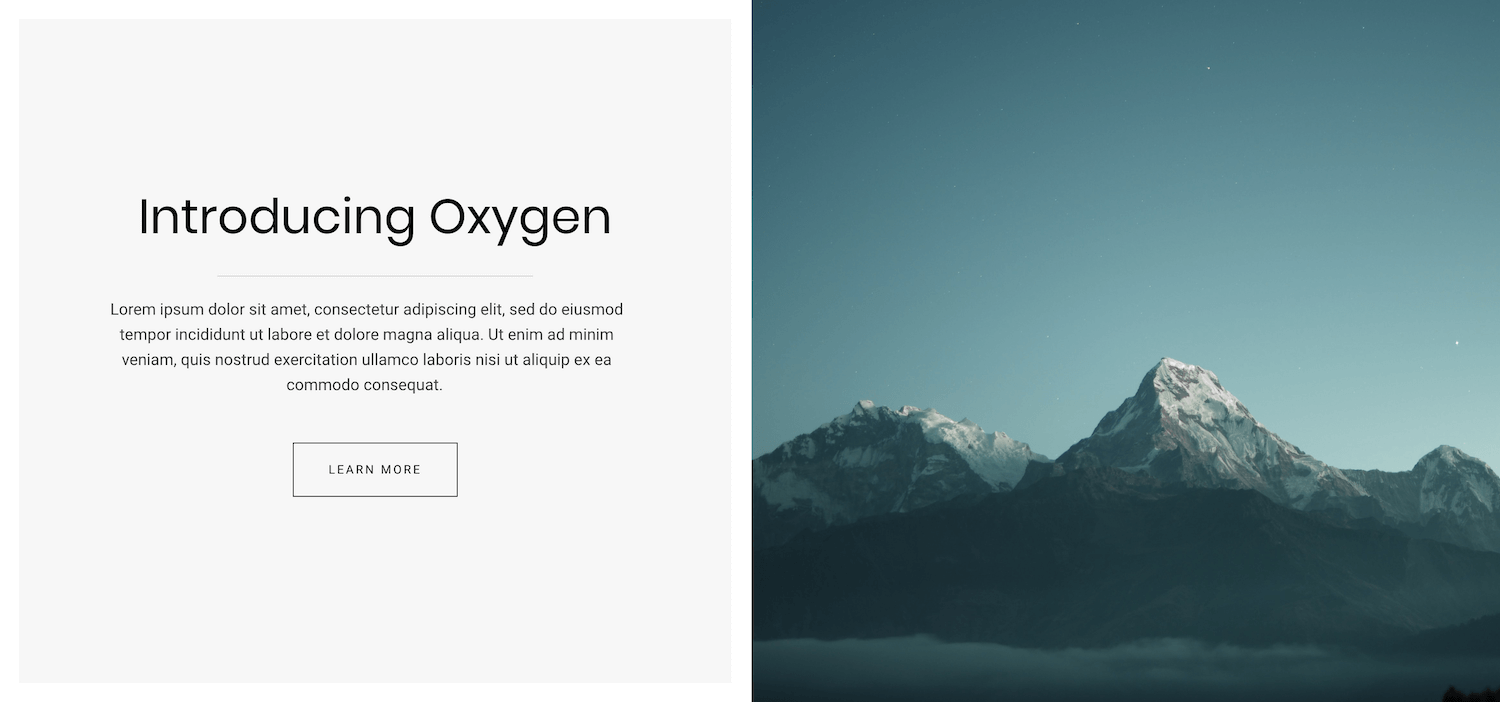 Introducing Oxygen
Lorem ipsum dolor sit amet, consectetur adipiscing elit, sed do eiusmod
tempor incididunt ut labore et dolore magna aliqua. Ut enim ad minim
veniam, quis nostrud exercitation ullamco laboris nisi ut aliquip ex ea
commodo consequat.
LEARN MORE